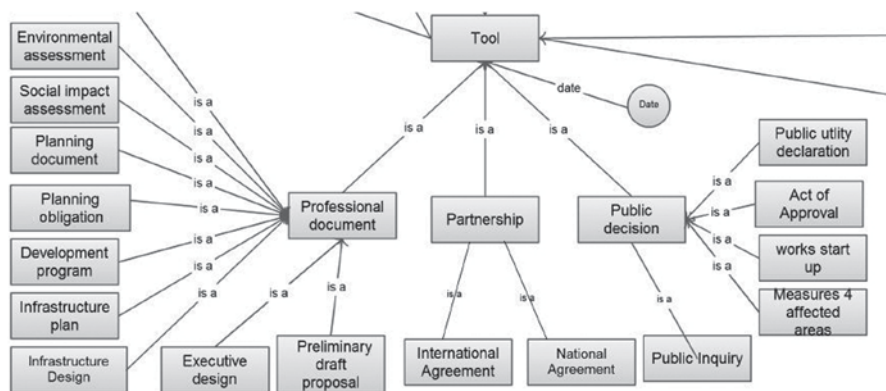 Tool
date
Date
Environmental
assessment
Social impact
assessment
Planning
document
Planning
obligation
Development
program
Infrastructure
plan
Infrastructure
Design
is a
is a
is a
is a
is a
is a
is a
is a
Professional
document
is a
Executive
design
is a
Preliminary
draft
proposal
is a
is a
Partnership
is a
International
Agreement
is a
National
Agreement
is a
Public
decision
is a
Public utlity
declaration
is a
Act of
Approval
is a
works start
up
is a
Measures 4
affected
areas
is a
Public Inquiry